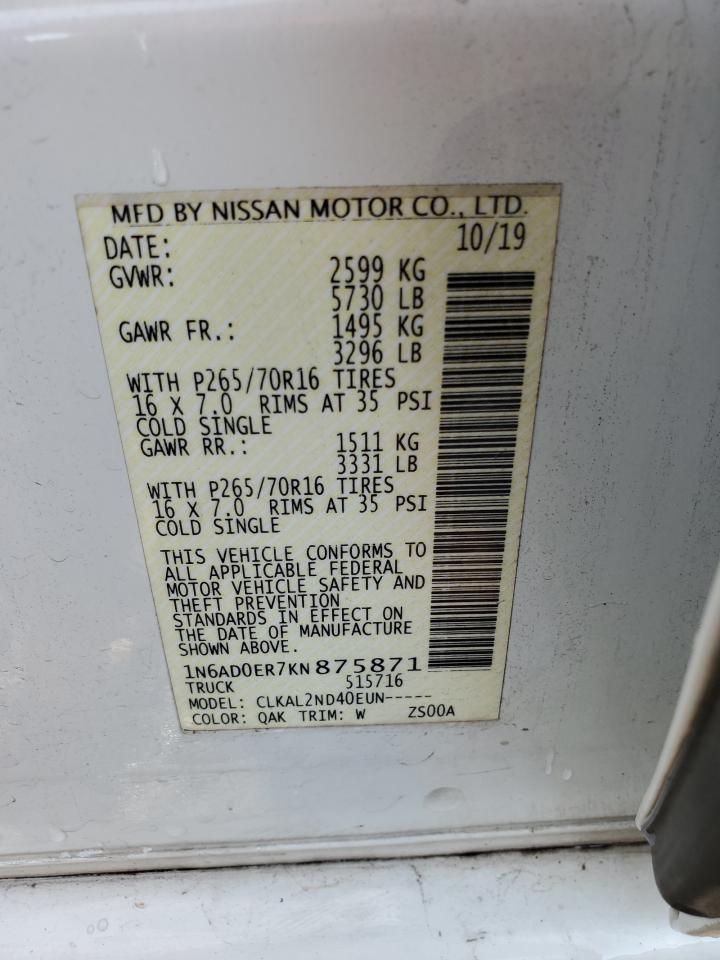 MFD BY NISSAN MOTOR CO., LTD.
DATE: 10/19
GVWR: 2599 KG
5730 LB
GAWR FR.: 1495 KG
3296 LB
WITH P265/70R16 TIRES
16 X 7.0 RIMS AT 35 PSI
COLD SINGLE
GAWR RR.: 1511 KG
3331 LB
WITH P265/70R16 TIRES
16 X 7.0 RIMS AT 35 PSI
COLD SINGLE
THIS VEHICLE CONFORMS TO
ALL APPLICABLE FEDERAL
MOTOR VEHICLE SAFETY AND
THEFT PREVENTION
STANDARDS IN EFFECT ON
THE DATE OF MANUFACTURE
SHOWN ABOVE.
1N6AD0ER7KN875871
TRUCK 515716
MODEL: CLKAL2ND40EUN-----
COLOR: QAK TRIM: W ZS00A